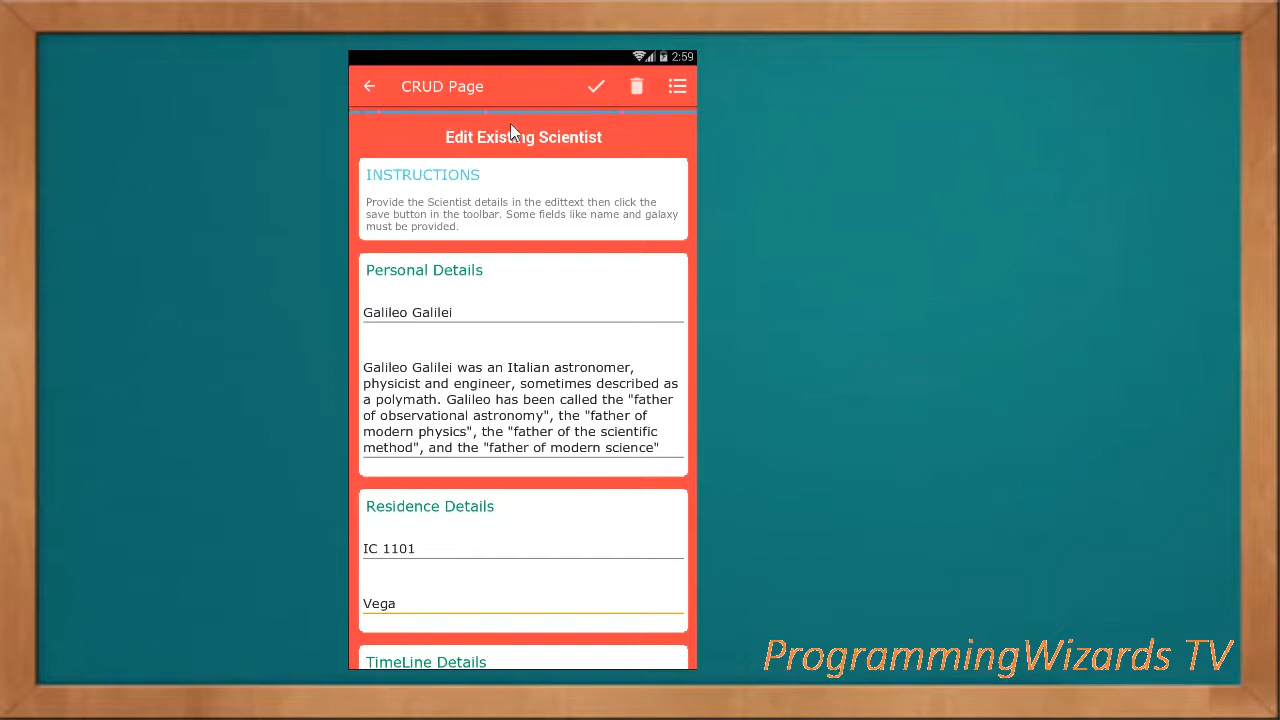 2:59
CRUD Page
Edit Existing Scientist
INSTRUCTIONS
Provide the Scientist details in the edittext then click the
save button in the toolbar. Some fields like name and galaxy
must be provided.
Personal Details
Galileo Galilei
Galileo Galilei was an Italian astronomer,
physicist and engineer, sometimes described as
a polymath. Galileo has been called the "father
of observational astronomy", the "father of
modern physics", the "father of the scientific
method", and the "father of modern science"
Residence Details
IC 1101
Vega
TimeLine Details
ProgrammingWizards TV